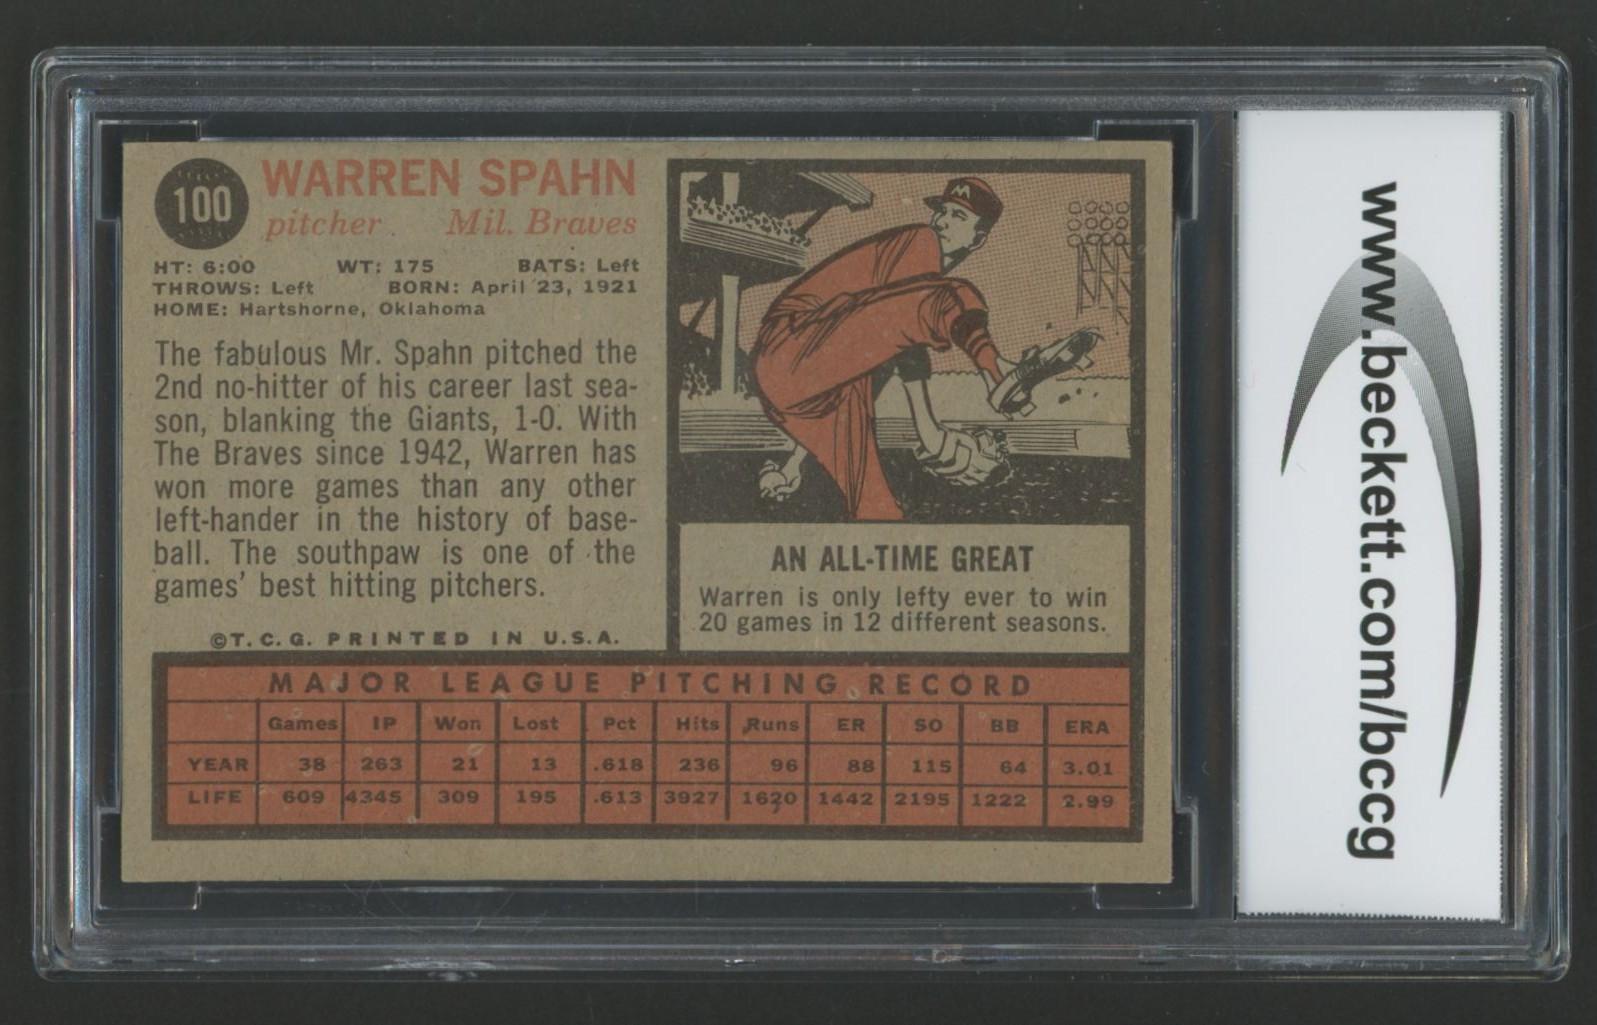 100
WARREN SPAHN
pitcher Mil. Braves
HT: 6:00 WT: 175 BATS: Left
THROWS: Left BORN: April 23, 1921
HOME: Hartshorne, Oklahoma
The fabulous Mr. Spahn pitched the
2nd no-hitter of his career last sea-
son, blanking the Giants, 1-0. With
The Braves since 1942, Warren has
won more games than any other
left-hander in the history of base-
ball. The southpaw is one of the
games' best hitting pitchers.
©T.C.G. PRINTED IN U.S.A.
M
AN ALL-TIME GREAT
Warren is only lefty ever to win
20 games in 12 different seasons.
MAJOR LEAGUE PITCHING RECORD
Games IP Won Lost Pct Hits Runs ER SO BB ERA
YEAR 38 263 21 13 .618 236 96 88 115 64 3.01
LIFE 609 4345 309 195 .613 3927 1620 1442 2195 1222 2.99
www.beckett.com/bccg